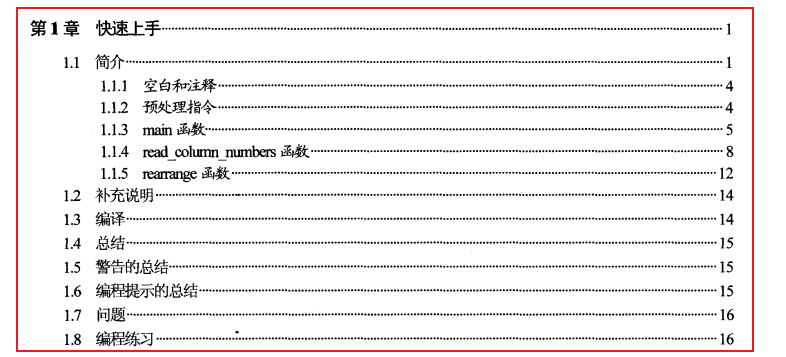 第1章 快速上手 1
1.1 简介 1
1.1.1 空白和注释 4
1.1.2 预处理指令 4
1.1.3 main 函数 5
1.1.4 read_column_numbers 函数 8
1.1.5 rearrange 函数 12
1.2 补充说明 14
1.3 编译 14
1.4 总结 15
1.5 警告的总结 15
1.6 编程提示的总结 15
1.7 问题 16
1.8 编程练习 16